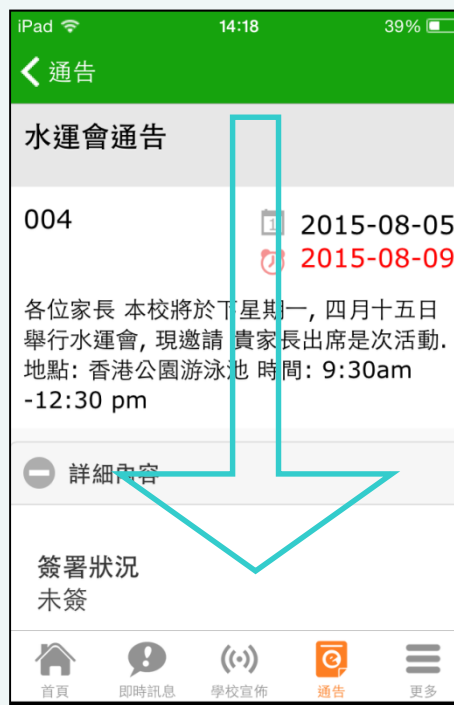 iPad 14:18 39%
通告
水運會通告
004 2015-08-05
2015-08-09
各位家長 本校將於下星期一, 四月十五日
舉行水運會, 現邀請 貴家長出席是次活動.
地點: 香港公園游泳池 時間: 9:30am
-12:30 pm
詳細內容
簽署狀況
未簽
首頁 即時訊息 學校宣佈 通告 更多